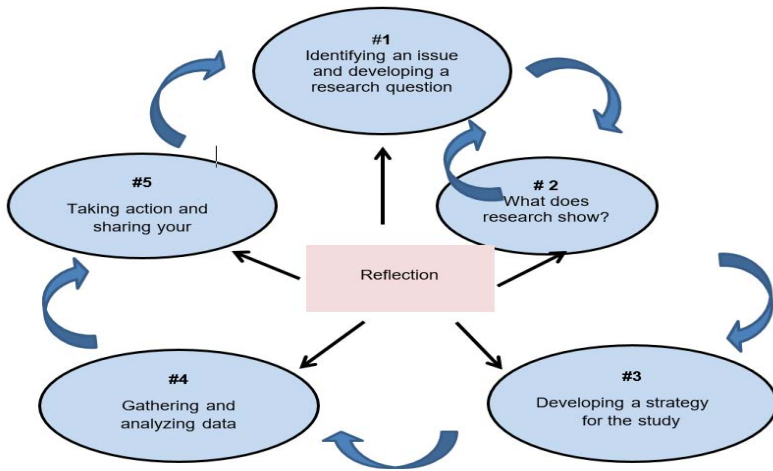 #1
Identifying an issue
and developing a
research question
# 2
What does
research show?
#5
Taking action and
sharing your
Reflection
#3
Developing a strategy
for the study
#4
Gathering and
analyzing data